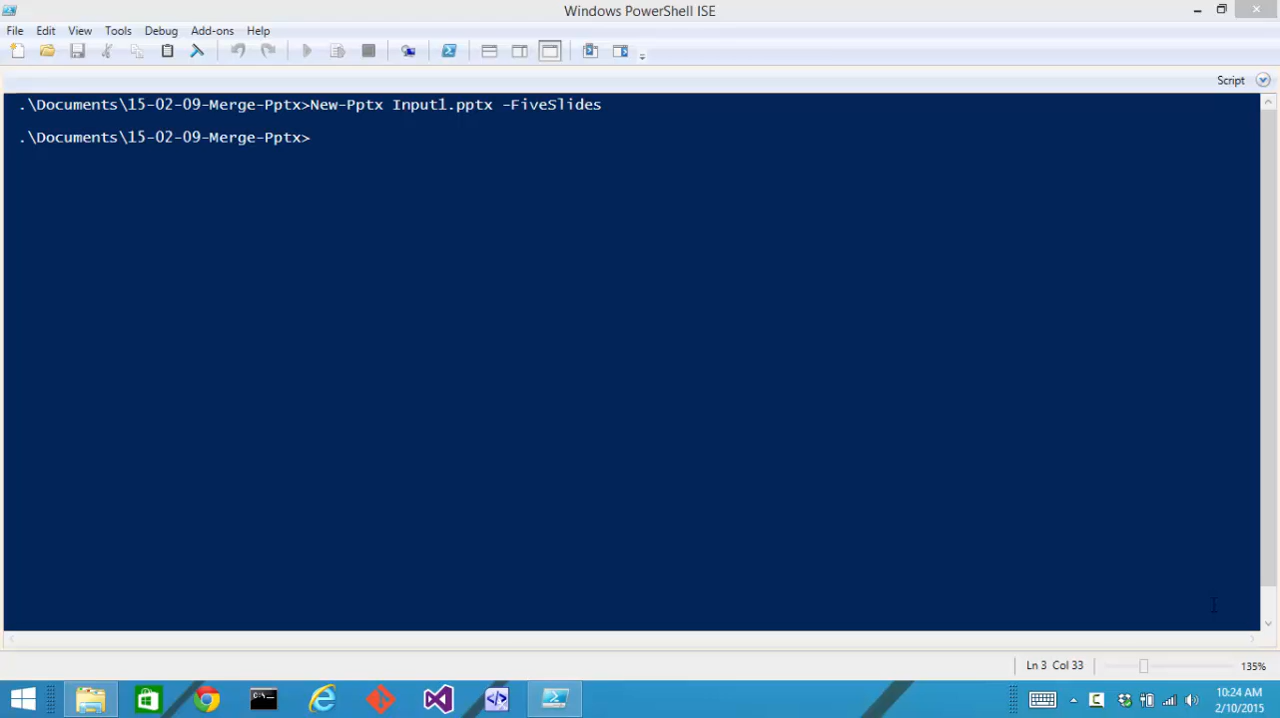 Windows PowerShell ISE
File Edit View Tools Debug Add-ons Help
Script
.\Documents\15-02-09-Merge-Pptx>New-Pptx Input1.pptx -FiveSlides
.\Documents\15-02-09-Merge-Pptx>
Ln 3 Col 33 135%
10:24 AM
2/10/2015